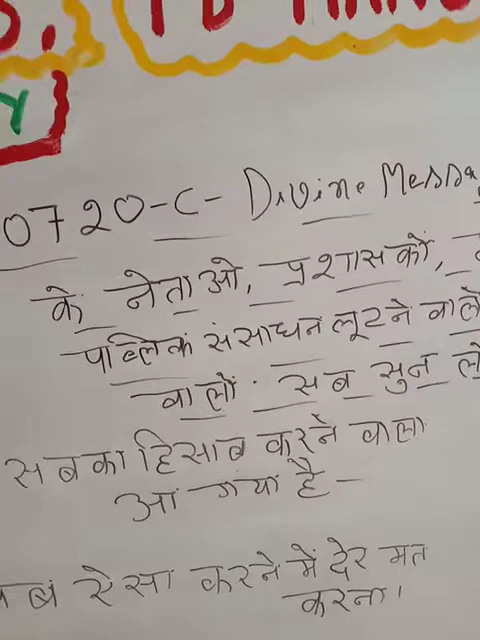 Y
0720-C- Divine Messa
के नेताओ, प्रशासकों,
पब्लिक संसाधन लूटने वाले
वालों. सब सुन लो
सबका हिसाब करने वाला
आ गया है-
ऐसा करने में देर मत
करना।